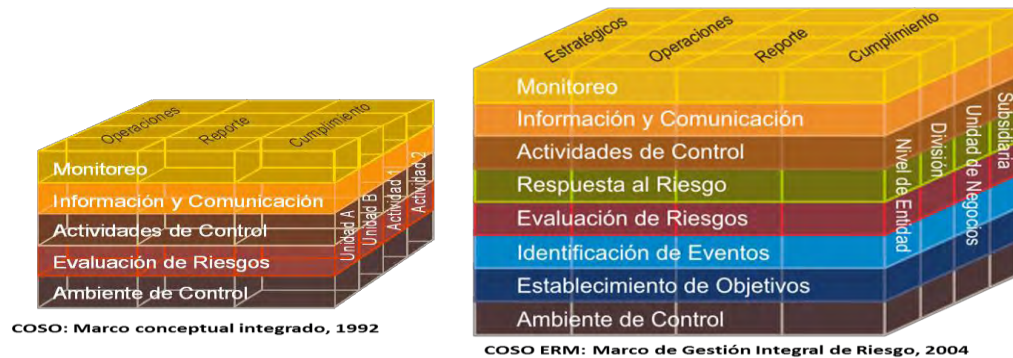 Operaciones
Reporte
Cumplimiento
Monitoreo
Información y Comunicación
Actividades de Control
Evaluación de Riesgos
Ambiente de Control
Unidad A
Unidad B
Actividad 1
Actividad 2
COSO: Marco conceptual integrado, 1992
Estratégicos
Operaciones
Reporte
Cumplimiento
Monitoreo
Información y Comunicación
Actividades de Control
Respuesta al Riesgo
Evaluación de Riesgos
Identificación de Eventos
Establecimiento de Objetivos
Ambiente de Control
Nivel de Entidad
División
Unidad de Negocios
Subsidiaria
COSO ERM: Marco de Gestión Integral de Riesgo, 2004